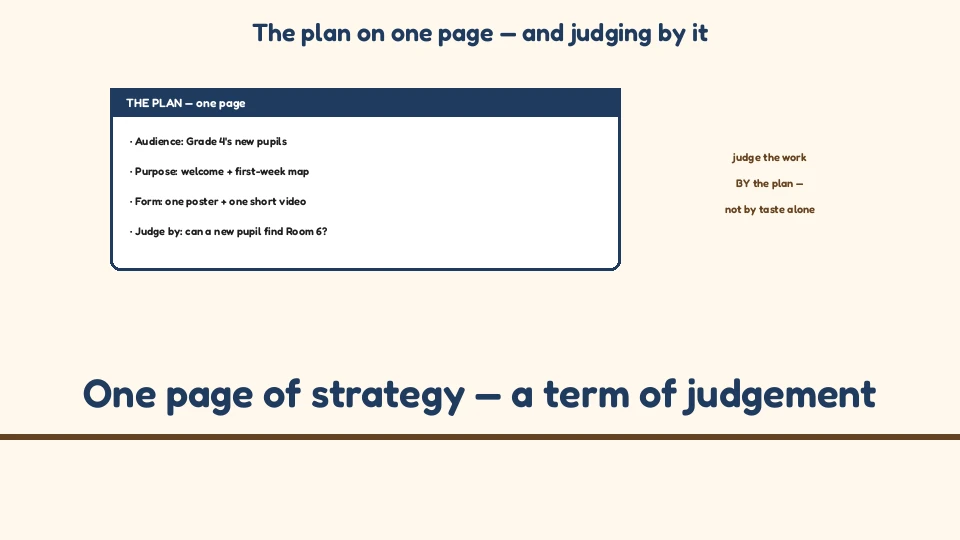 The plan on one page — and judging by it
THE PLAN — one page
· Audience: Grade 4's new pupils
· Purpose: welcome + first-week map
· Form: one poster + one short video
· Judge by: can a new pupil find Room 6?
judge the work
BY the plan —
not by taste alone
One page of strategy — a term of judgement